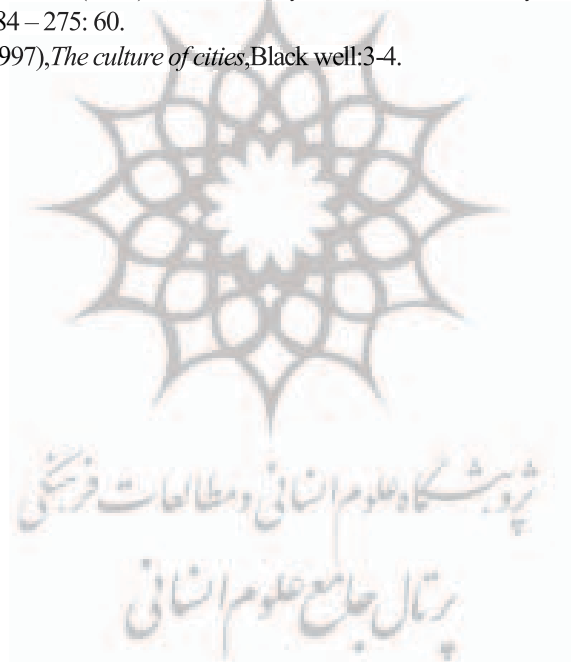 84 – 275: 60.
997),The culture of cities,Black well:3-4.
پژوهشگاه علوم انسانی و مطالعات فرهنگی
پرتال جامع علوم انسانی